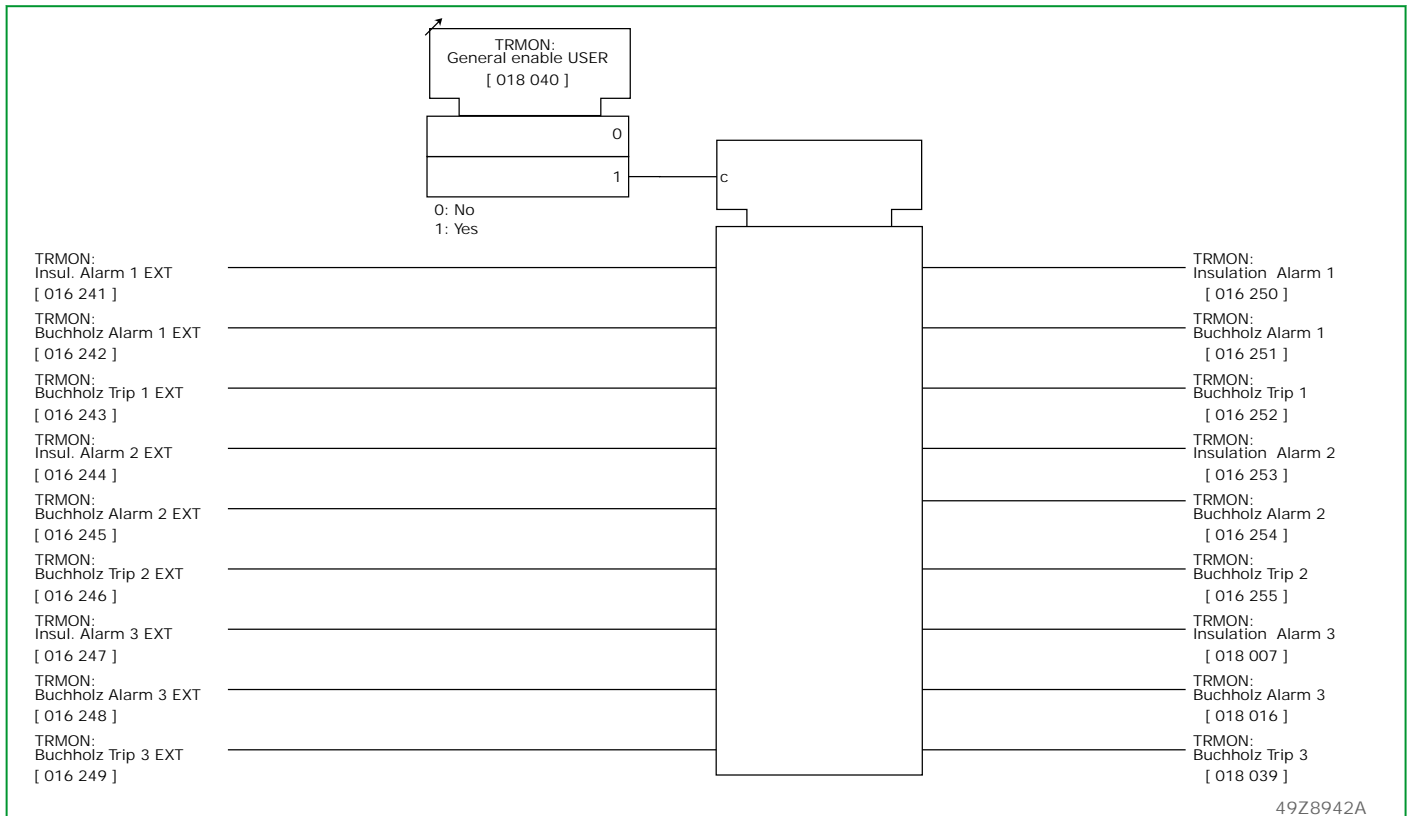 TRMON:
General enable USER
[ 018 040 ]
0
1
c
0: No
1: Yes
TRMON:
Insul. Alarm 1 EXT
[ 016 241 ]
TRMON:
Buchholz Alarm 1 EXT
[ 016 242 ]
TRMON:
Buchholz Trip 1 EXT
[ 016 243 ]
TRMON:
Insul. Alarm 2 EXT
[ 016 244 ]
TRMON:
Buchholz Alarm 2 EXT
[ 016 245 ]
TRMON:
Buchholz Trip 2 EXT
[ 016 246 ]
TRMON:
Insul. Alarm 3 EXT
[ 016 247 ]
TRMON:
Buchholz Alarm 3 EXT
[ 016 248 ]
TRMON:
Buchholz Trip 3 EXT
[ 016 249 ]
TRMON:
Insulation Alarm 1
[ 016 250 ]
TRMON:
Buchholz Alarm 1
[ 016 251 ]
TRMON:
Buchholz Trip 1
[ 016 252 ]
TRMON:
Insulation Alarm 2
[ 016 253 ]
TRMON:
Buchholz Alarm 2
[ 016 254 ]
TRMON:
Buchholz Trip 2
[ 016 255 ]
TRMON:
Insulation Alarm 3
[ 018 007 ]
TRMON:
Buchholz Alarm 3
[ 018 016 ]
TRMON:
Buchholz Trip 3
[ 018 039 ]
49Z8942A